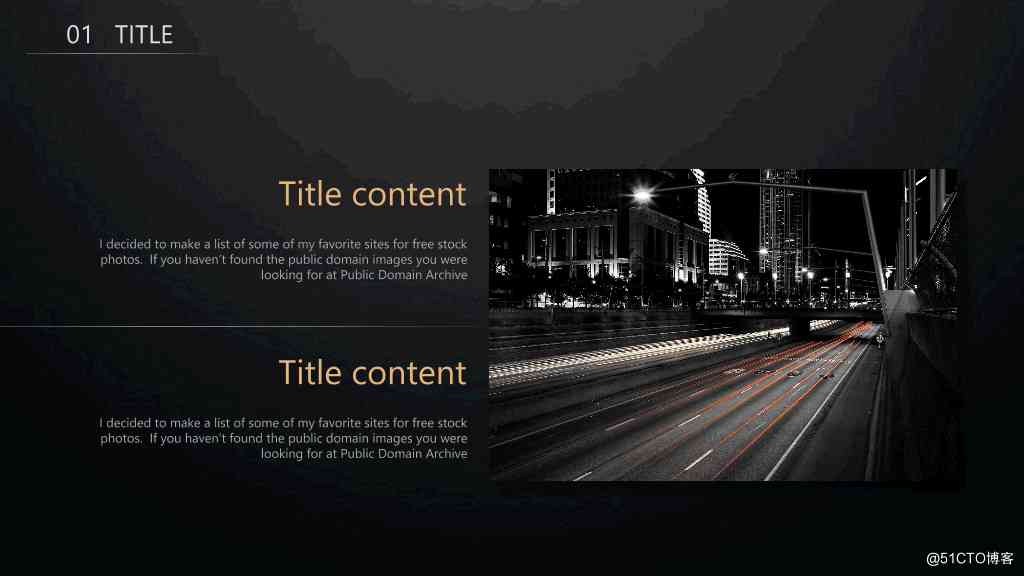 01 TITLE
Title content
I decided to make a list of some of my favorite sites for free stock
photos. If you haven't found the public domain images you were
looking for at Public Domain Archive
Title content
I decided to make a list of some of my favorite sites for free stock
photos. If you haven't found the public domain images you were
looking for at Public Domain Archive
@51CTO博客